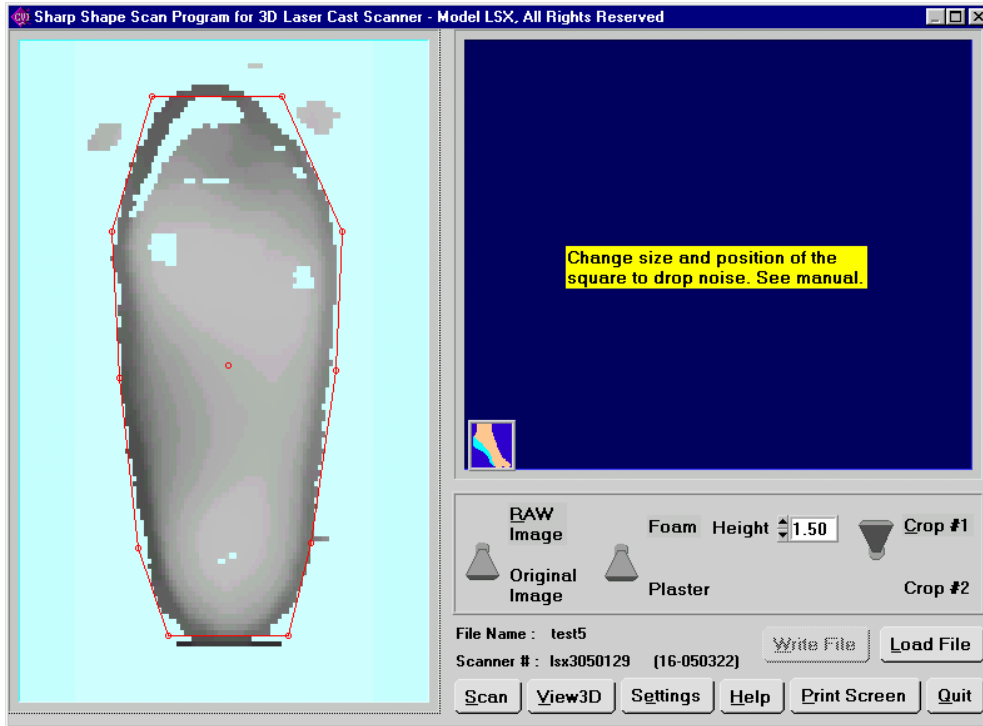 CVI Sharp Shape Scan Program for 3D Laser Cast Scanner - Model LSX, All Rights Reserved
Change size and position of the
square to drop noise. See manual.
RAW
Image
Original
Image
Foam
Plaster
Height 1.50
Crop #1
Crop #2
File Name : test5
Scanner # : lsx3050129 (16-050322)
Write File
Load File
Scan
View3D
Settings
Help
Print Screen
Quit